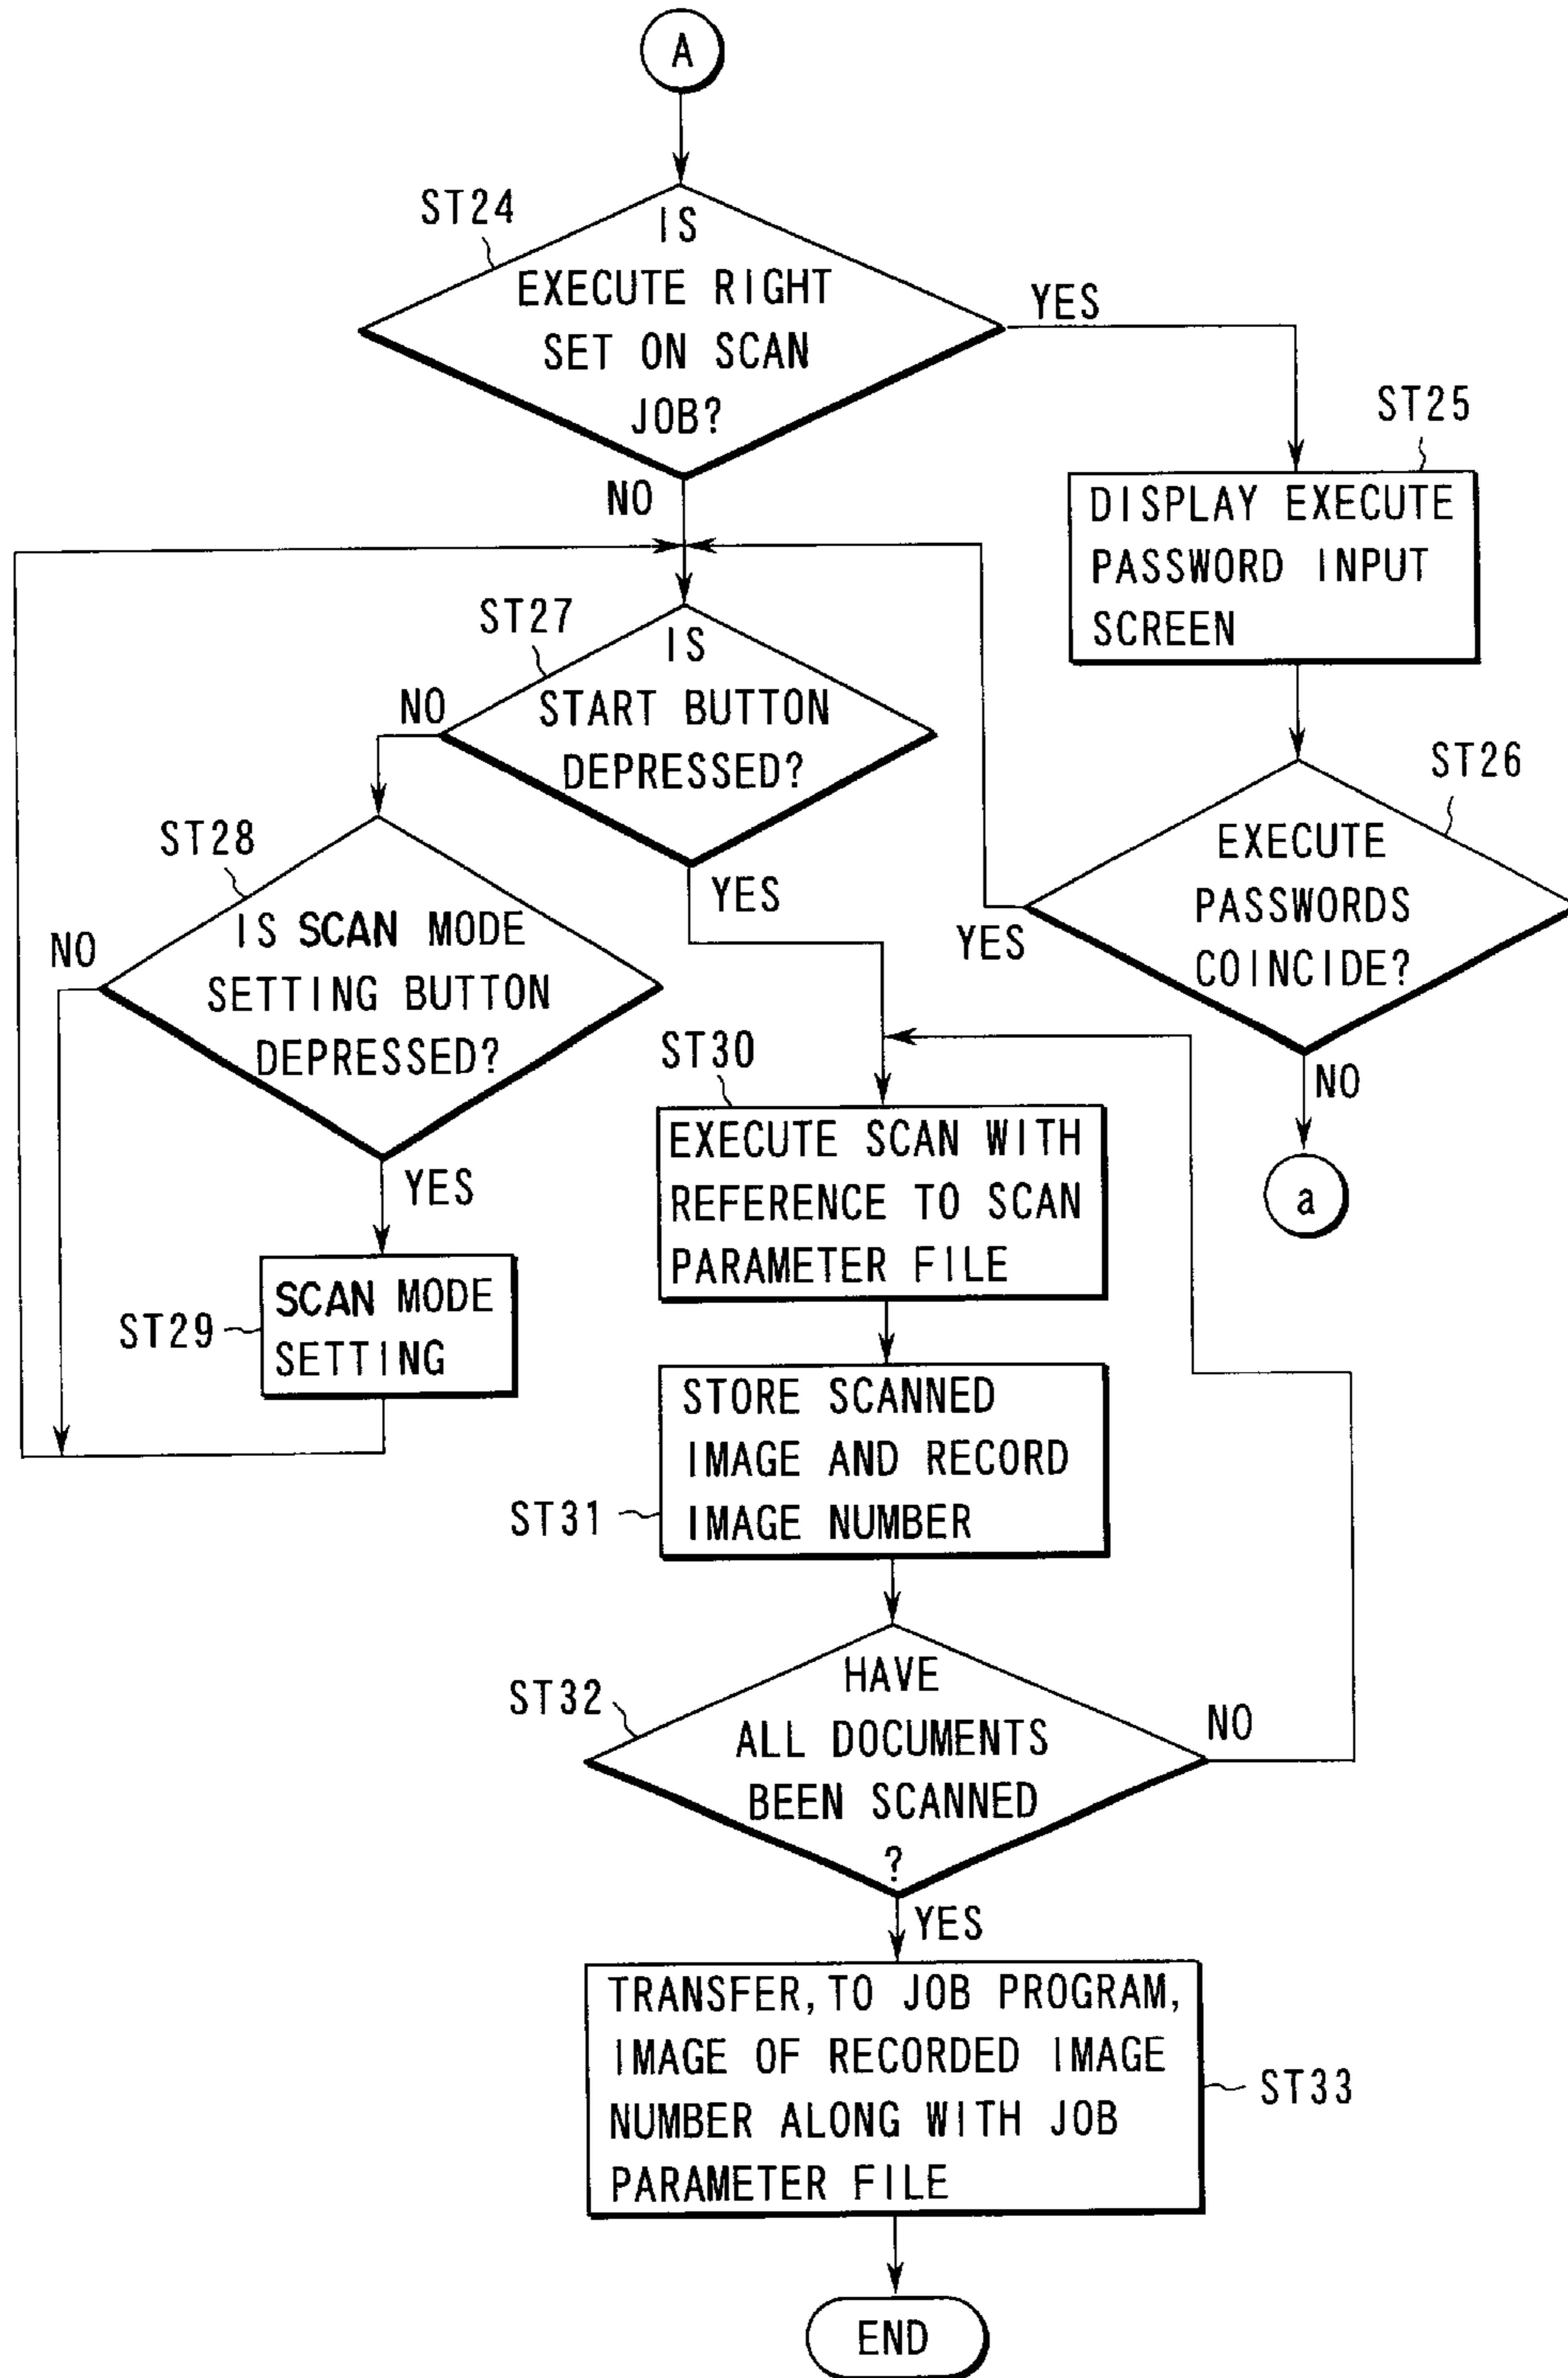 A
ST24
IS
EXECUTE RIGHT
SET ON SCAN
JOB?
YES
NO
ST25
DISPLAY EXECUTE
PASSWORD INPUT
SCREEN
ST26
EXECUTE
PASSWORDS
COINCIDE?
YES
NO
a
ST27
IS
START BUTTON
DEPRESSED?
NO
YES
ST28
IS SCAN MODE
SETTING BUTTON
DEPRESSED?
NO
YES
ST29
SCAN MODE
SETTING
ST30
EXECUTE SCAN WITH
REFERENCE TO SCAN
PARAMETER FILE
ST31
STORE SCANNED
IMAGE AND RECORD
IMAGE NUMBER
ST32
HAVE
ALL DOCUMENTS
BEEN SCANNED
?
NO
YES
TRANSFER, TO JOB PROGRAM,
IMAGE OF RECORDED IMAGE
NUMBER ALONG WITH JOB
PARAMETER FILE
ST33
END